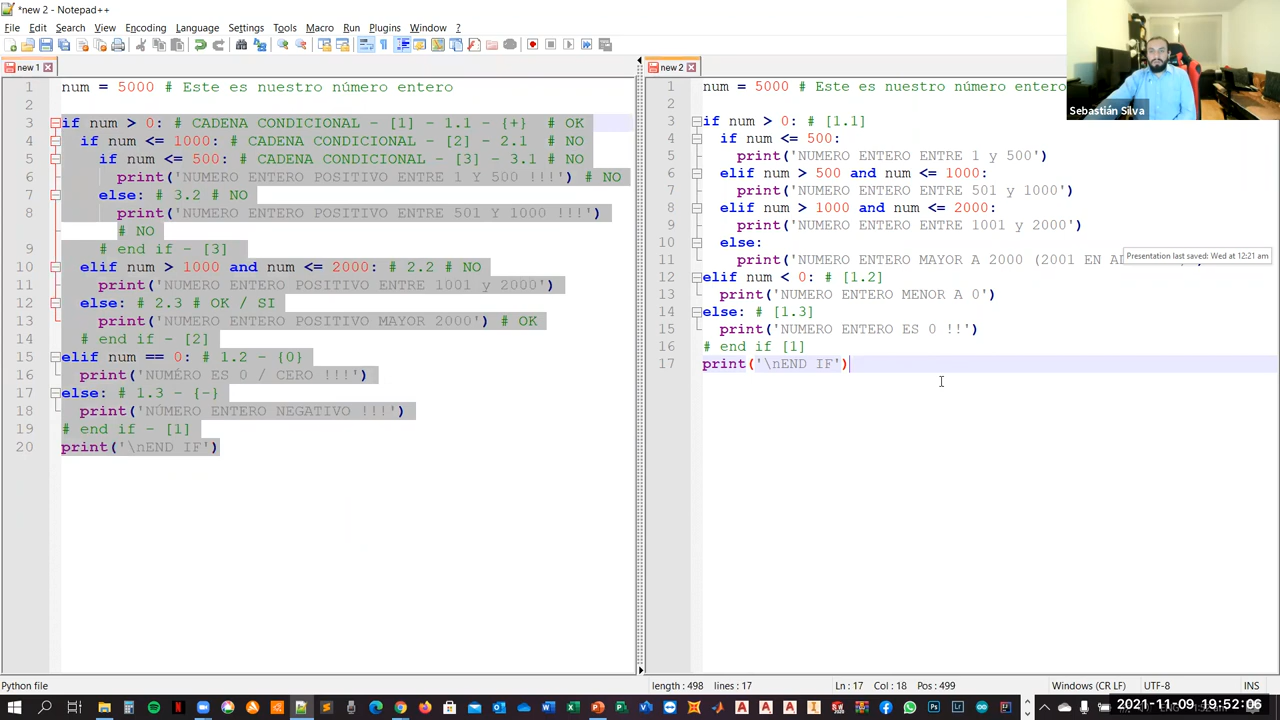 *new 2 - Notepad++
File Edit Search View Encoding Language Settings Tools Macro Run Plugins Window ?
new 1
1 num = 5000 # Este es nuestro número entero
2
3 if num > 0: # CADENA CONDICIONAL - [1] - 1.1 - {+} # OK
4 if num <= 1000: # CADENA CONDICIONAL - [2] - 2.1 # NO
5 if num <= 500: # CADENA CONDICIONAL - [3] - 3.1 # NO
6 print('NUMERO ENTERO POSITIVO ENTRE 1 Y 500 !!!') # NO
7 else: # 3.2 # NO
8 print('NUMERO ENTERO POSITIVO ENTRE 501 Y 1000 !!!')
# NO
9 # end if - [3]
10 elif num > 1000 and num <= 2000: # 2.2 # NO
11 print('NUMERO ENTERO POSITIVO ENTRE 1001 y 2000')
12 else: # 2.3 # OK / SI
13 print('NUMERO ENTERO POSITIVO MAYOR 2000') # OK
14 # end if - [2]
15 elif num == 0: # 1.2 - {0}
16 print('NUMÉRO ES 0 / CERO !!!')
17 else: # 1.3 - {-}
18 print('NÚMERO ENTERO NEGATIVO !!!')
19 # end if - [1]
20 print('\nEND IF')
new 2
1 num = 5000 # Este es nuestro número entero
2
3 if num > 0: # [1.1]
4 if num <= 500:
5 print('NUMERO ENTERO ENTRE 1 y 500')
6 elif num > 500 and num <= 1000:
7 print('NUMERO ENTERO ENTRE 501 y 1000')
8 elif num > 1000 and num <= 2000:
9 print('NUMERO ENTERO ENTRE 1001 y 2000')
10 else:
11 print('NUMERO ENTERO MAYOR A 2000 (2001 EN AD
12 elif num < 0: # [1.2]
13 print('NUMERO ENTERO MENOR A 0')
14 else: # [1.3]
15 print('NUMERO ENTERO ES 0 !!')
16 # end if [1]
17 print('\nEND IF')
Sebastián Silva
Presentation last saved: Wed at 12:21 am
Python file
length : 498 lines : 17 Ln : 17 Col : 18 Pos : 499 Windows (CR LF) UTF-8 INS
2021-11-09 19:52:06